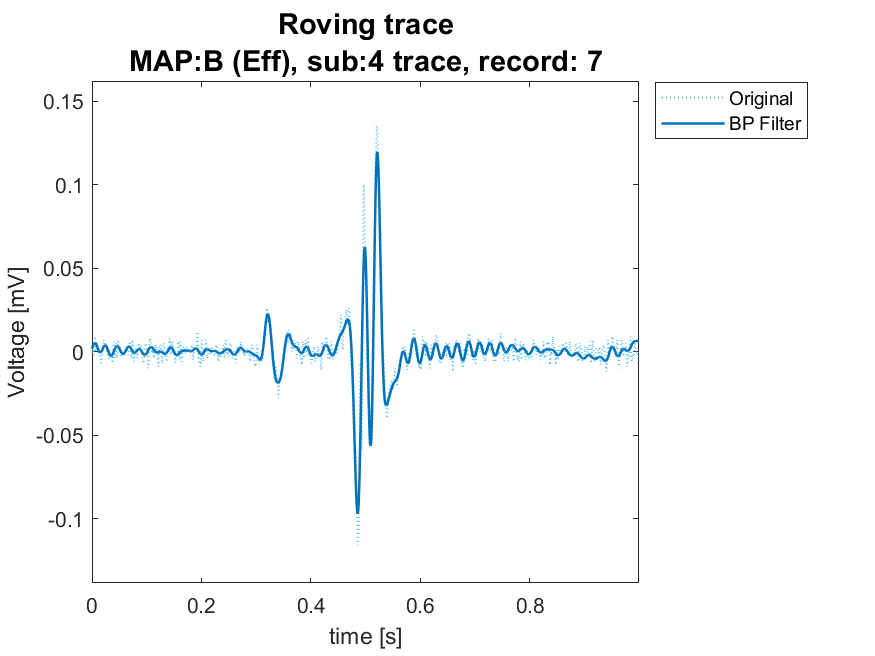 Roving trace
MAP:B (Eff), sub:4 trace, record: 7
Original
BP Filter
0.15
0.1
0.05
0
-0.05
-0.1
Voltage [mV]
0 0.2 0.4 0.6 0.8
time [s]